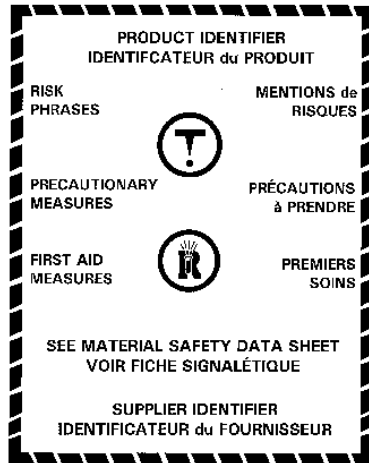 PRODUCT IDENTIFIER
IDENTIFCATEUR du PRODUIT
RISK
PHRASES
MENTIONS de
RISQUES
PRECAUTIONARY
MEASURES
PRÉCAUTIONS
à PRENDRE
FIRST AID
MEASURES
PREMIERS
SOINS
SEE MATERIAL SAFETY DATA SHEET
VOIR FICHE SIGNALÉTIQUE
SUPPLIER IDENTIFIER
IDENTIFICATEUR du FOURNISSEUR